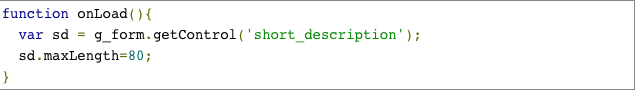 function onLoad(){
  var sd = g_form.getControl('short_description');
  sd.maxLength=80;
}